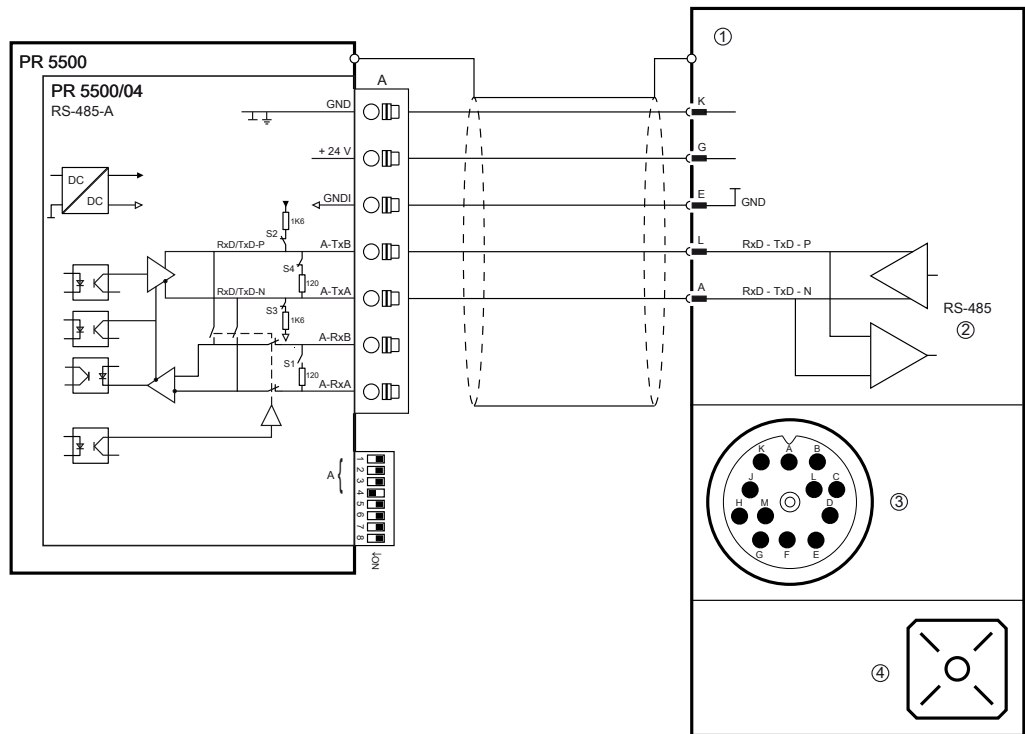 PR 5500
PR 5500/04
RS-485-A
A
GND
+ 24 V
GNDI
DC
DC
1K6
S2
RxD/TxD-P
A-TxB
S4
120
RxD/TxD-N
A-TxA
S3
1K6
A-RxB
S1
120
A-RxA
A
1
2
3
4
5
6
7
8
↓ON
①
K
G
E
GND
L
RxD - TxD - P
A
RxD - TxD - N
RS-485
②
K
A
B
J
L
C
H
M
D
G
F
E
③
④